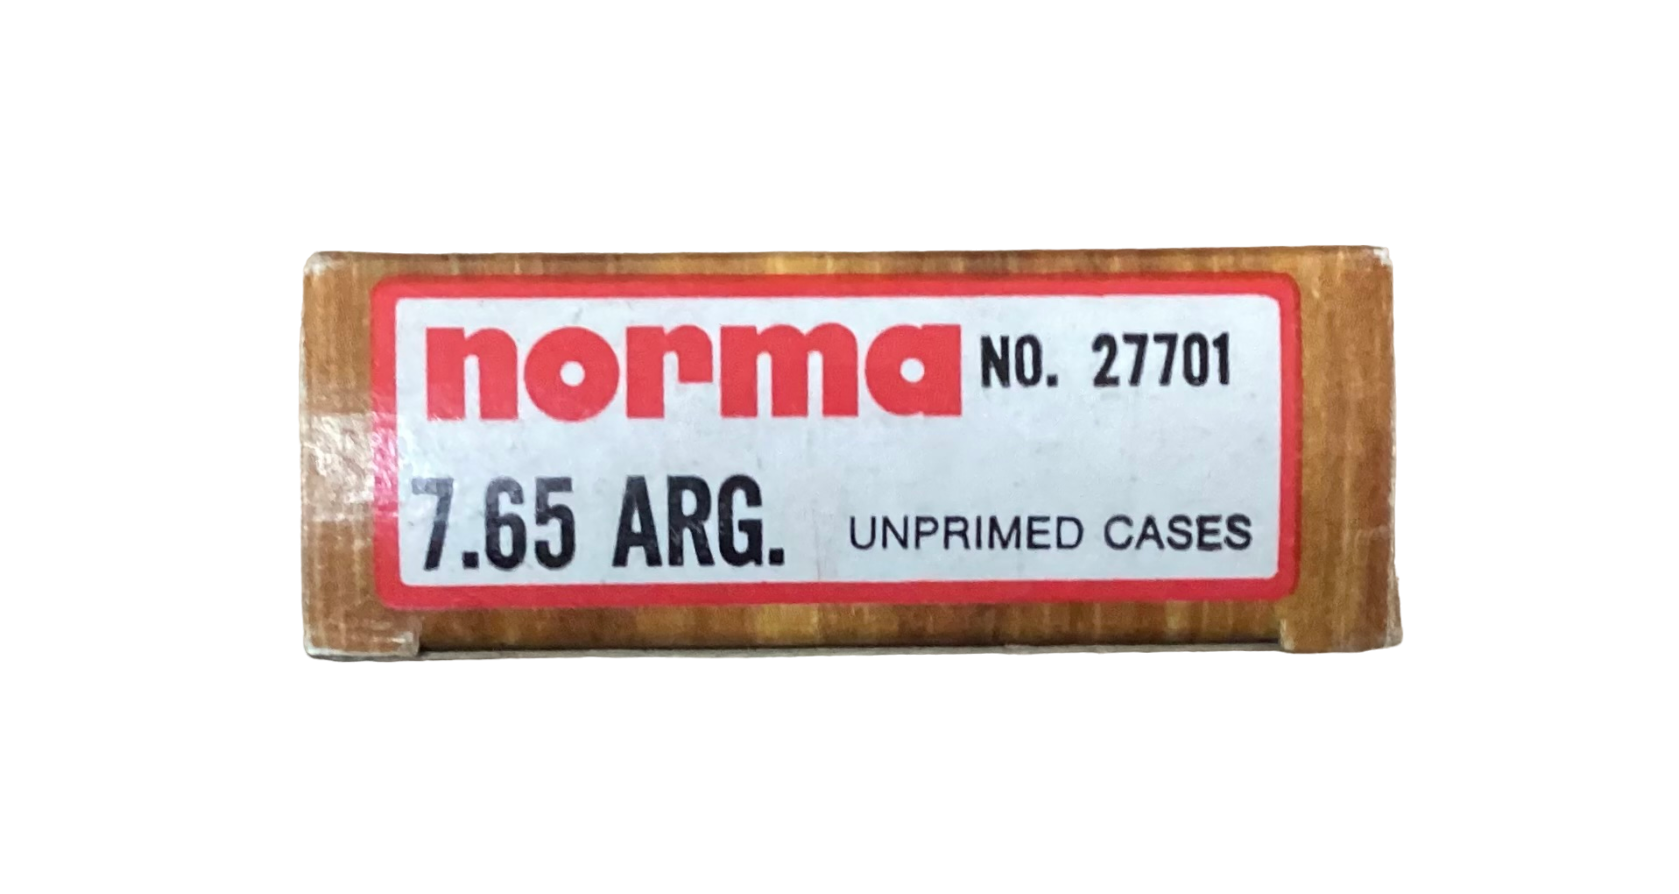 norma NO. 27701
7.65 ARG. UNPRIMED CASES